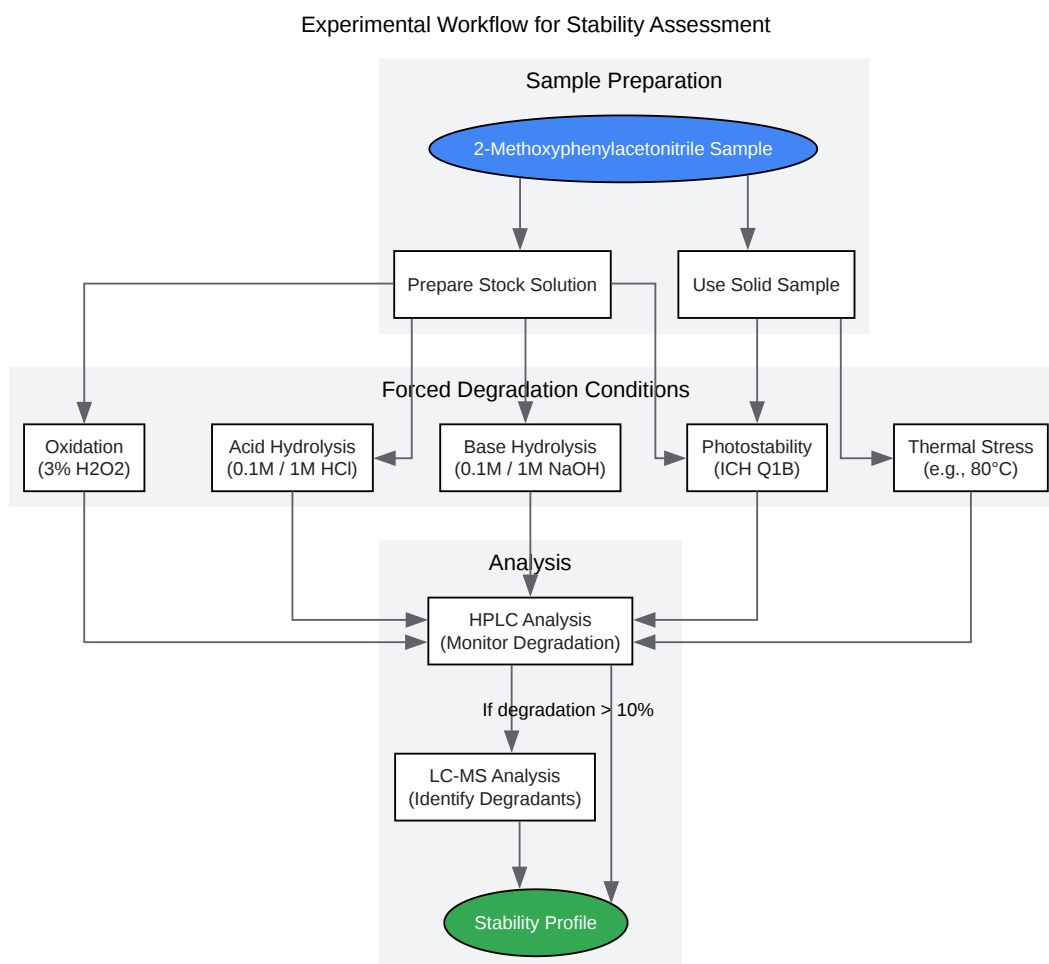 Experimental Workflow for Stability Assessment
Sample Preparation
2-Methoxyphenylacetonitrile Sample
Prepare Stock Solution
Use Solid Sample
Forced Degradation Conditions
Oxidation
(3% H2O2)
Acid Hydrolysis
(0.1M / 1M HCl)
Base Hydrolysis
(0.1M / 1M NaOH)
Photostability
(ICH Q1B)
Thermal Stress
(e.g., 80°C)
Analysis
HPLC Analysis
(Monitor Degradation)
If degradation > 10%
LC-MS Analysis
(Identify Degradants)
Stability Profile